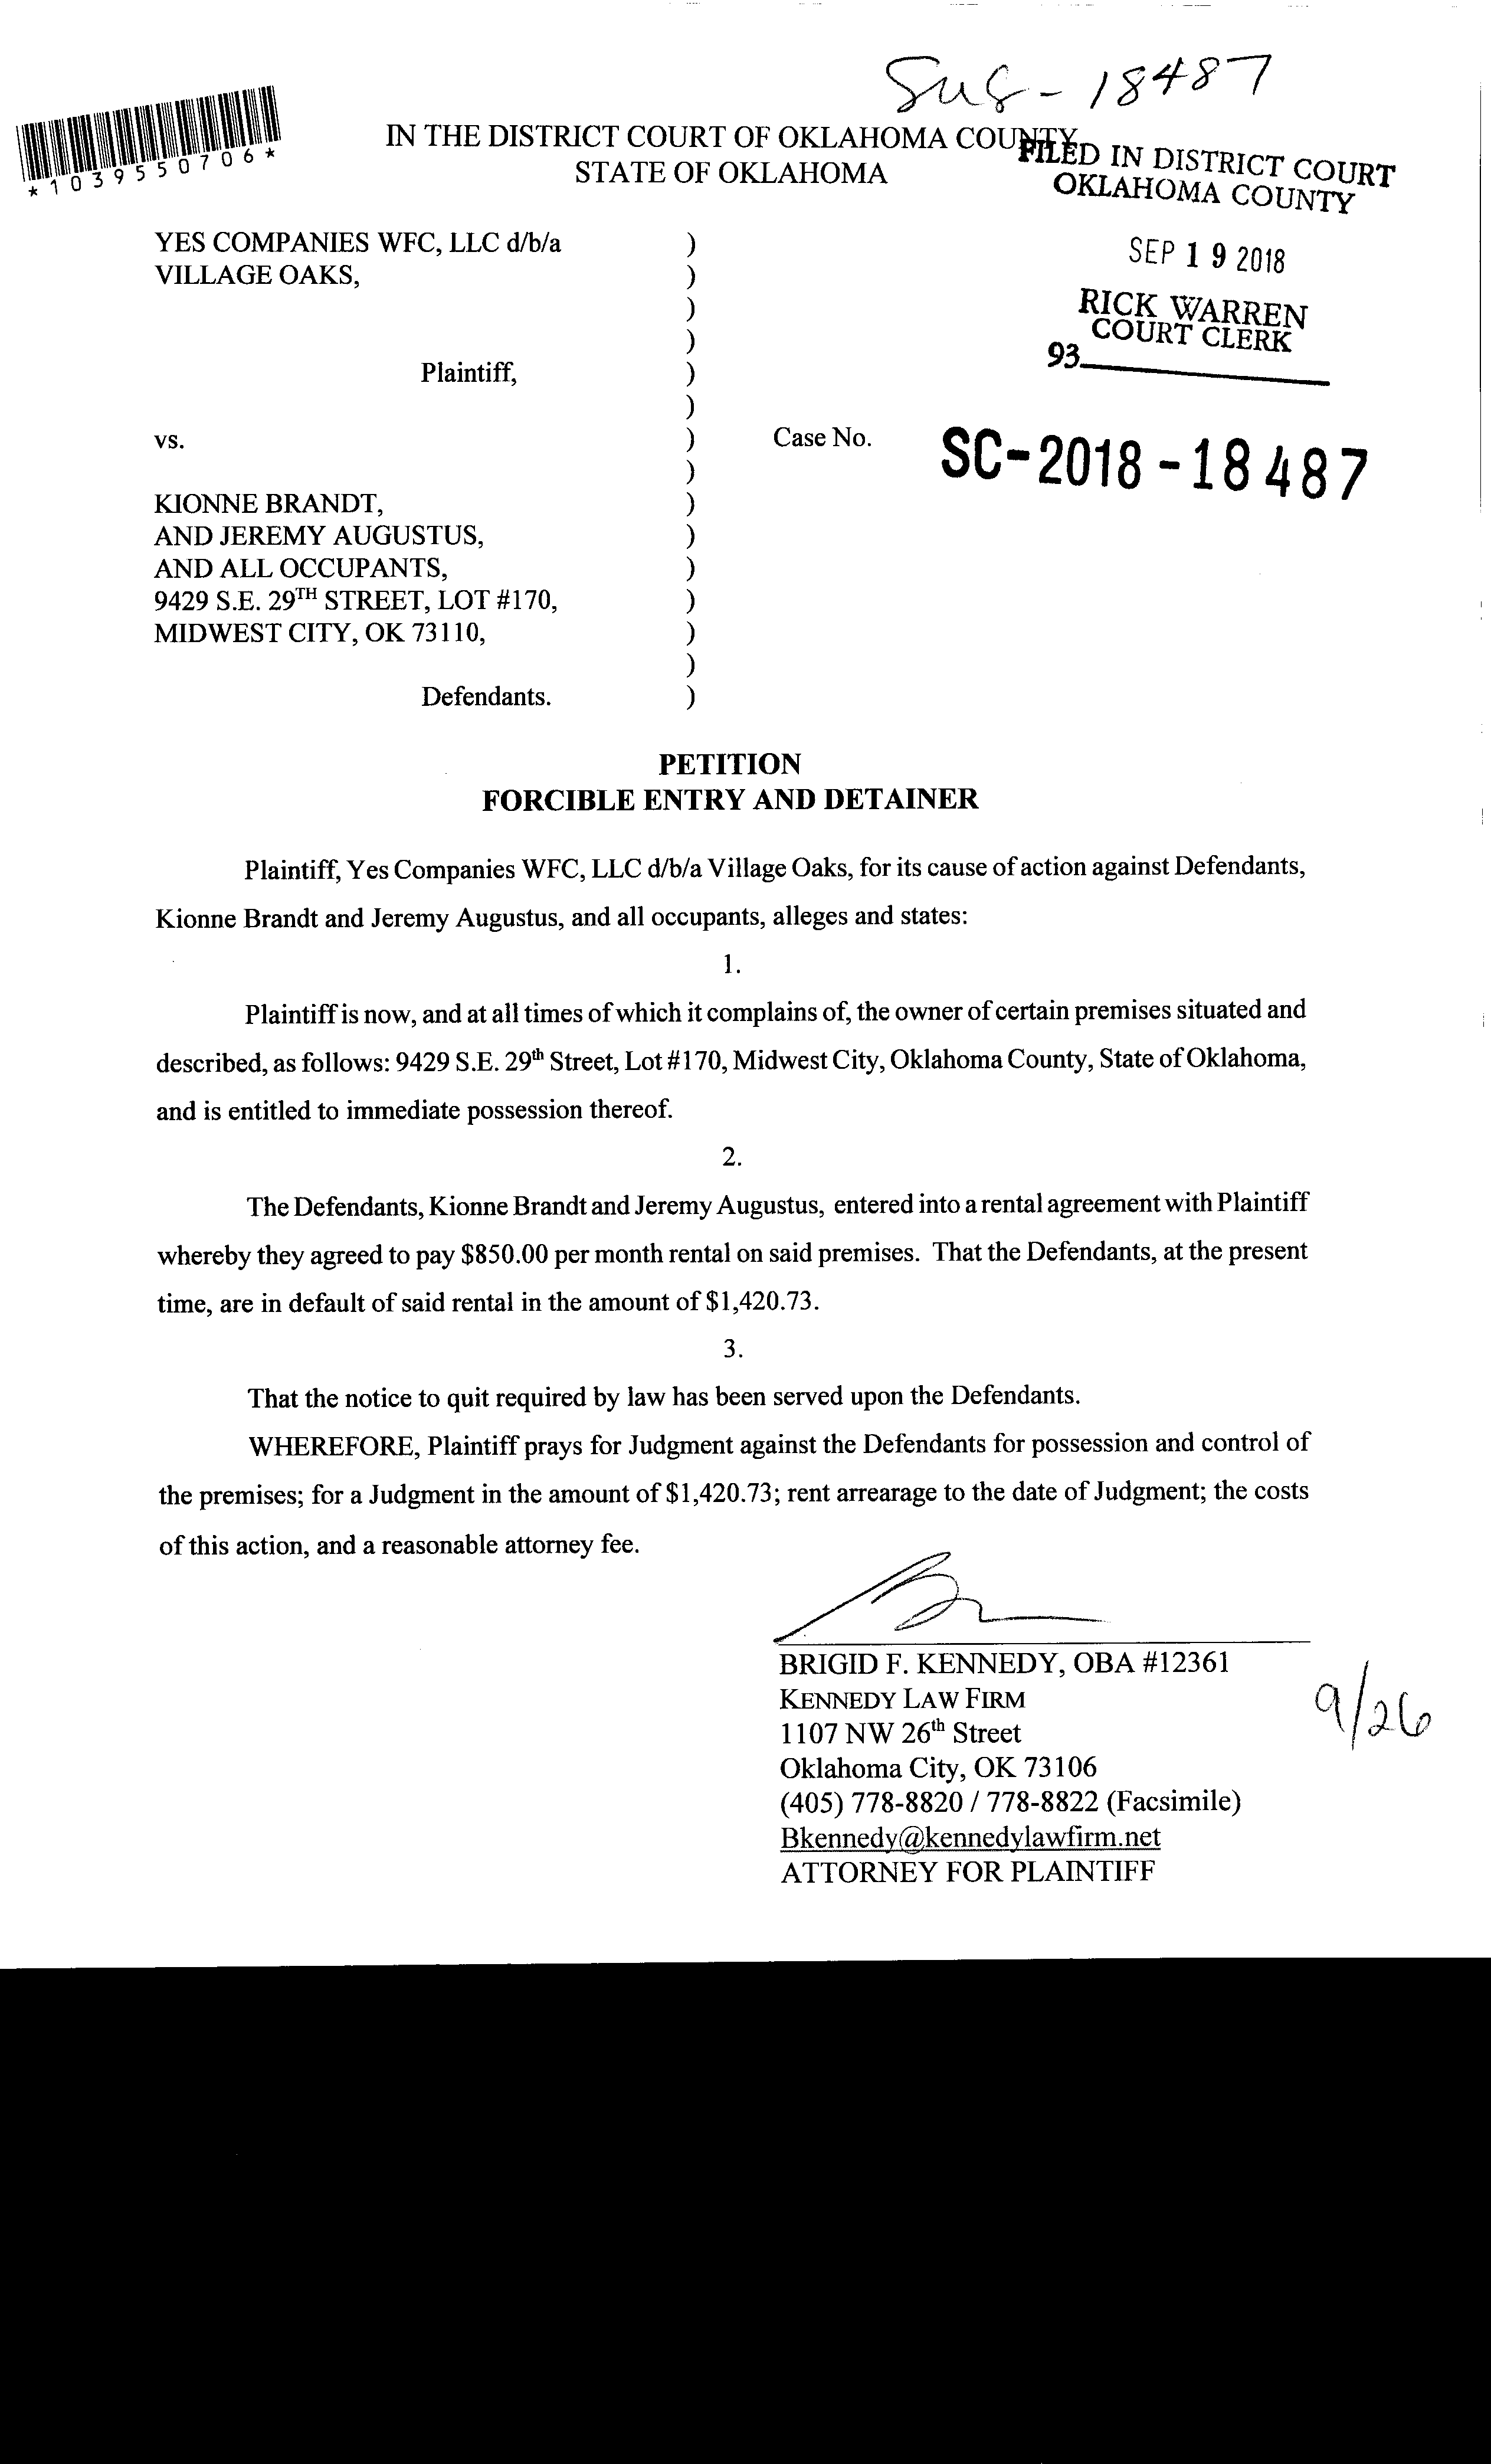 SC-18487
*1039550706*
IN THE DISTRICT COURT OF OKLAHOMA COUNTY
STATE OF OKLAHOMA
FILED IN DISTRICT COURT
OKLAHOMA COUNTY
SEP 19 2018
RICK WARREN
COURT CLERK
93
YES COMPANIES WFC, LLC d/b/a )
VILLAGE OAKS, )
)
)
Plaintiff, )
)
vs. ) Case No. SC-2018-18487
)
KIONNE BRANDT, )
AND JEREMY AUGUSTUS, )
AND ALL OCCUPANTS, )
9429 S.E. 29TH STREET, LOT #170, )
MIDWEST CITY, OK 73110, )
)
Defendants. )
PETITION
FORCIBLE ENTRY AND DETAINER
Plaintiff, Yes Companies WFC, LLC d/b/a Village Oaks, for its cause of action against Defendants,
Kionne Brandt and Jeremy Augustus, and all occupants, alleges and states:
1.
Plaintiff is now, and at all times of which it complains of, the owner of certain premises situated and
described, as follows: 9429 S.E. 29th Street, Lot #170, Midwest City, Oklahoma County, State of Oklahoma,
and is entitled to immediate possession thereof.
2.
The Defendants, Kionne Brandt and Jeremy Augustus, entered into a rental agreement with Plaintiff
whereby they agreed to pay $850.00 per month rental on said premises. That the Defendants, at the present
time, are in default of said rental in the amount of $1,420.73.
3.
That the notice to quit required by law has been served upon the Defendants.
WHEREFORE, Plaintiff prays for Judgment against the Defendants for possession and control of
the premises; for a Judgment in the amount of $1,420.73; rent arrearage to the date of Judgment; the costs
of this action, and a reasonable attorney fee.
BRIGID F. KENNEDY, OBA #12361
KENNEDY LAW FIRM
1107 NW 26th Street
Oklahoma City, OK 73106
(405) 778-8820 / 778-8822 (Facsimile)
Bkennedy@kennedylawfirm.net
ATTORNEY FOR PLAINTIFF
9/26